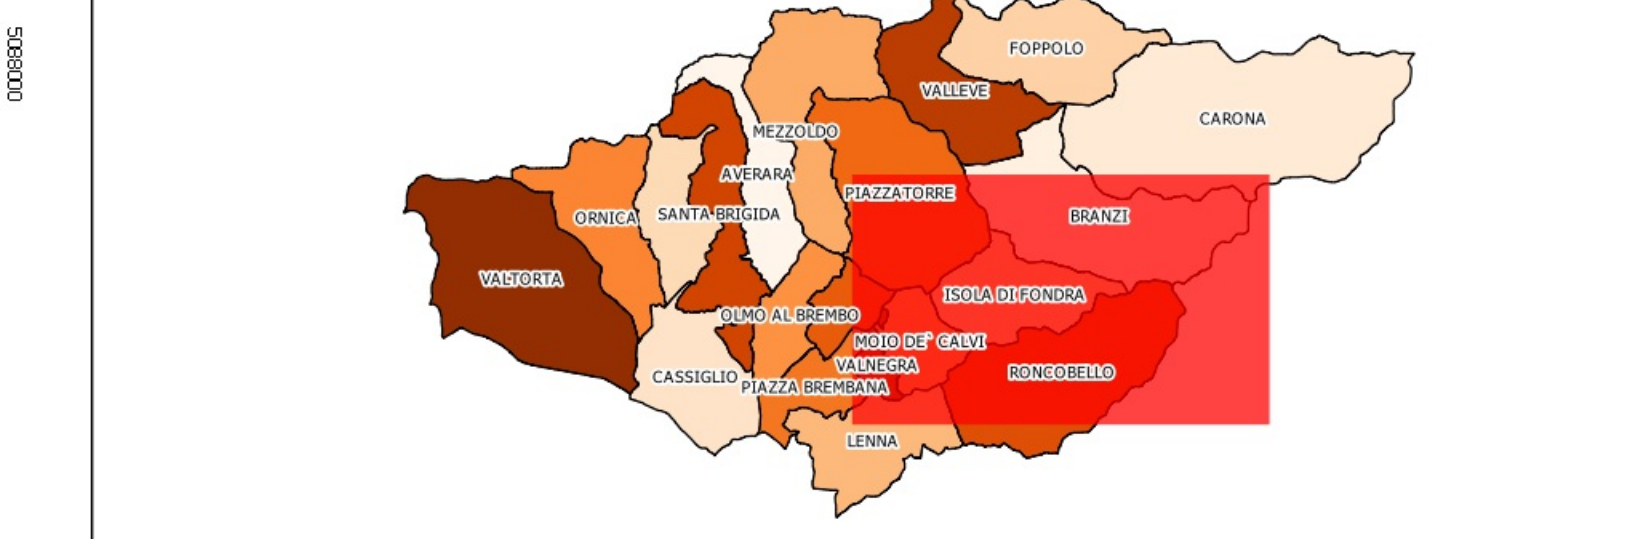 508800
FOPPOLO
VALLEVE
CARONA
MEZZOLDO
AVERARA
PIAZZATORRE
ORNICA
SANTA BRIGIDA
BRANZI
VALTORTA
ISOLA DI FONDRA
OLMO AL BREMBO
MOIO DE` CALVI
VALNEGRA
RONCOBELLO
CASSIGLIO
PIAZZA BREMBANA
LENNA